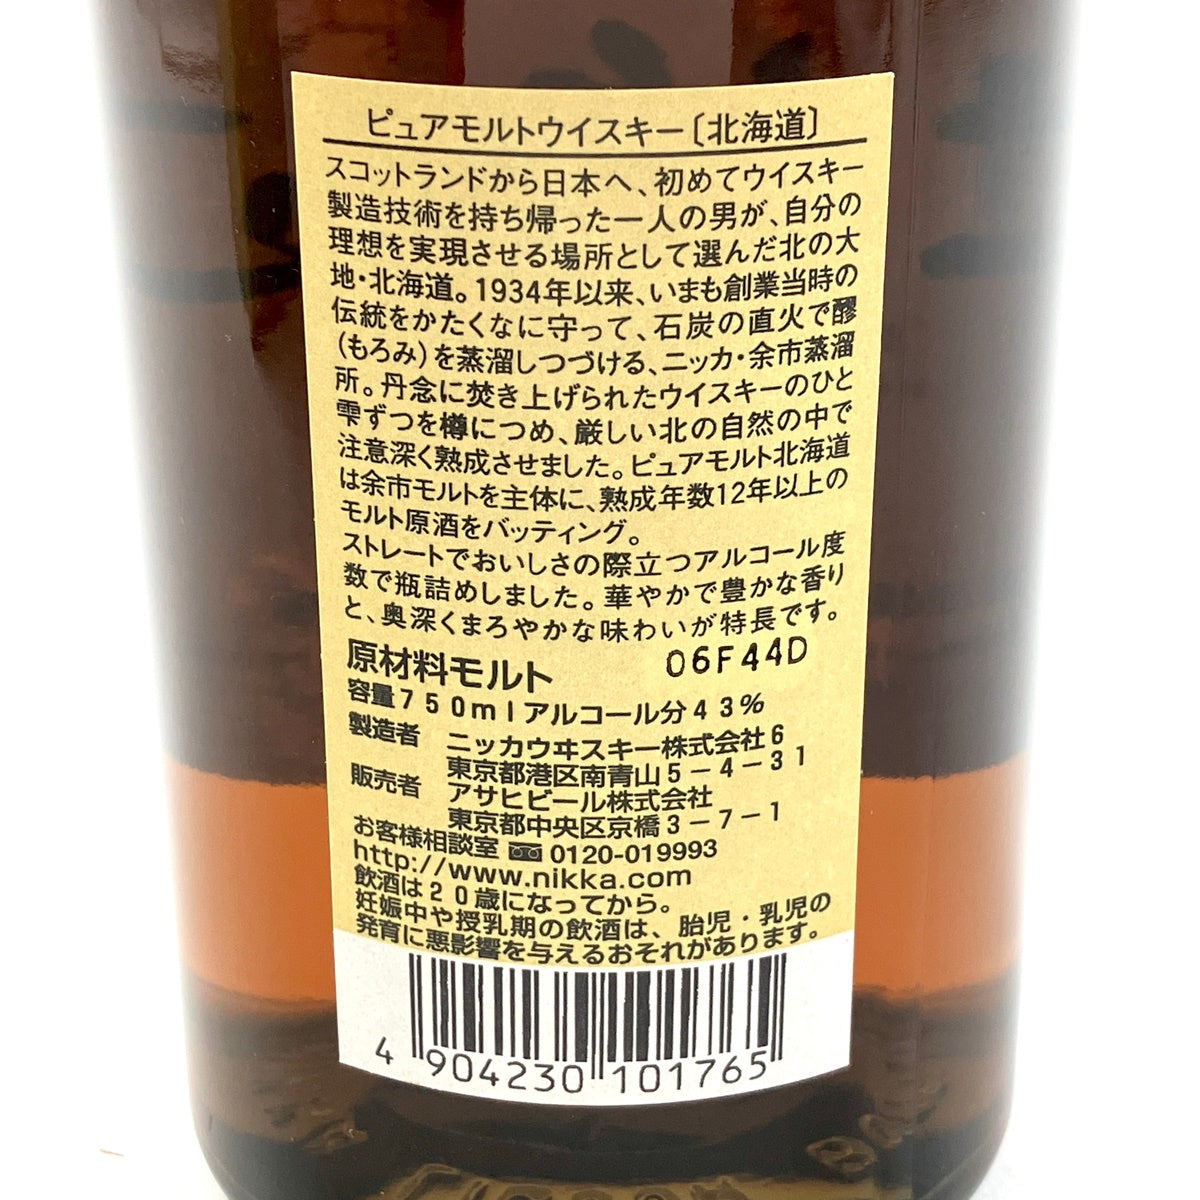 ピュアモルトウイスキー〔北海道〕
スコットランドから日本へ、初めてウイスキー
製造技術を持ち帰った一人の男が、自分の
理想を実現させる場所として選んだ北の大
地・北海道。1934年以来、いまも創業当時の
伝統をかたくなに守って、石炭の直火で醪
(もろみ)を蒸溜しつづける、ニッカ・余市蒸溜
所。丹念に焚き上げられたウイスキーのひと
雫ずつを樽につめ、厳しい北の自然の中で
注意深く熟成させました。ピュアモルト北海道
は余市モルトを主体に、熟成年数12年以上の
モルト原酒をバッティング。
ストレートでおいしさの際立つアルコール度
数で瓶詰めしました。華やかで豊かな香り
と、奥深くまろやかな味わいが特長です。
原材料モルト 06F44D
容量750mlアルコール分43%
製造者 ニッカウヰスキー株式会社6
東京都港区南青山5-4-31
販売者 アサヒビール株式会社
東京都中央区京橋3-7-1
お客様相談室 0120-019993
http://www.nikka.com
飲酒は20歳になってから。
妊娠中や授乳期の飲酒は、胎児・乳児の
発育に悪影響を与えるおそれがあります。
4 904230 101765